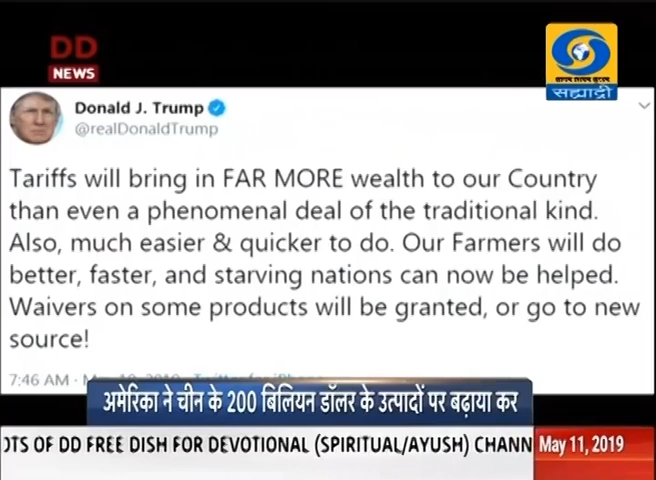 DD
NEWS
सह्याद्री
Donald J. Trump
@realDonaldTrump
Tariffs will bring in FAR MORE wealth to our Country
than even a phenomenal deal of the traditional kind.
Also, much easier & quicker to do. Our Farmers will do
better, faster, and starving nations can now be helped.
Waivers on some products will be granted, or go to new
source!
7:46 AM
अमेरिका ने चीन के 200 बिलियन डॉलर के उत्पादों पर बढ़ाया कर
OF DD FREE DISH FOR DEVOTIONAL (SPIRITUAL/AYUSH) CHANN
May 11, 2019